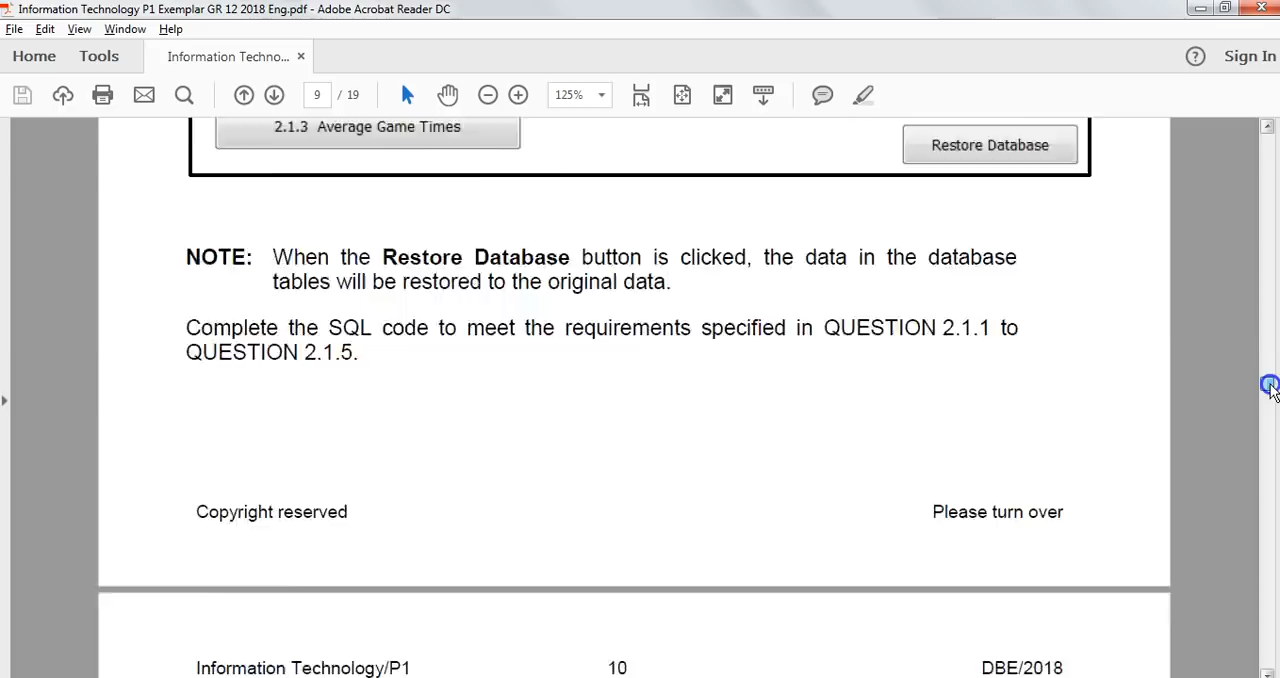 Information Technology P1 Exemplar GR 12 2018 Eng.pdf - Adobe Acrobat Reader DC
File Edit View Window Help
Home Tools Information Techno... × ? Sign In
9 / 19 125%
2.1.3 Average Game Times
Restore Database
NOTE: When the Restore Database button is clicked, the data in the database
tables will be restored to the original data.
Complete the SQL code to meet the requirements specified in QUESTION 2.1.1 to
QUESTION 2.1.5.
Copyright reserved Please turn over
Information Technology/P1 10 DBE/2018